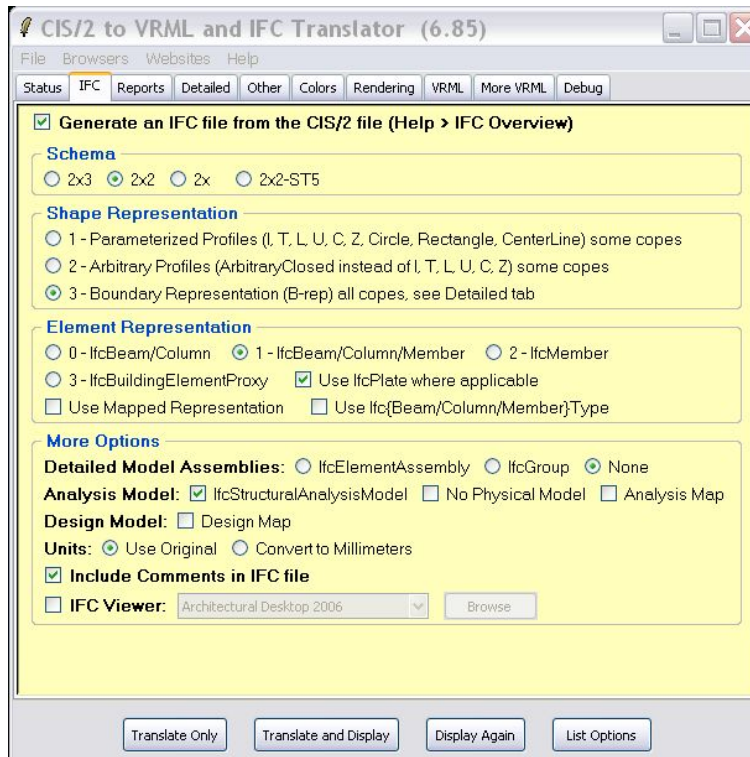 CIS/2 to VRML and IFC Translator (6.85)
File Browsers Websites Help
Status IFC Reports Detailed Other Colors Rendering VRML More VRML Debug
Generate an IFC file from the CIS/2 file (Help > IFC Overview)
Schema
2x3 2x2 2x 2x2-ST5
Shape Representation
1 - Parameterized Profiles (I, T, L, U, C, Z, Circle, Rectangle, CenterLine) some copes
2 - Arbitrary Profiles (ArbitraryClosed instead of I, T, L, U, C, Z) some copes
3 - Boundary Representation (B-rep) all copes, see Detailed tab
Element Representation
0 - IfcBeam/Column 1 - IfcBeam/Column/Member 2 - IfcMember
3 - IfcBuildingElementProxy Use IfcPlate where applicable
Use Mapped Representation Use Ifc{Beam/Column/Member}Type
More Options
Detailed Model Assemblies: IfcElementAssembly IfcGroup None
Analysis Model: IfcStructuralAnalysisModel No Physical Model Analysis Map
Design Model: Design Map
Units: Use Original Convert to Millimeters
Include Comments in IFC file
IFC Viewer: Architectural Desktop 2006 Browse
Translate Only Translate and Display Display Again List Options